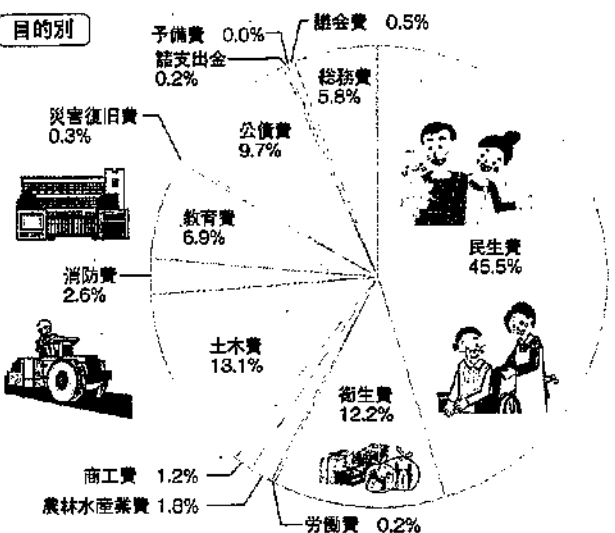 目的別
議会費 0.5%
予備費 0.0%
諸支出金
0.2%
総務費
5.8%
公債費
9.7%
災害復旧費
0.3%
教育費
6.9%
民生費
45.5%
消防費
2.6%
土木費
13.1%
衛生費
12.2%
商工費 1.2%
農林水産業費 1.8%
労働費 0.2%